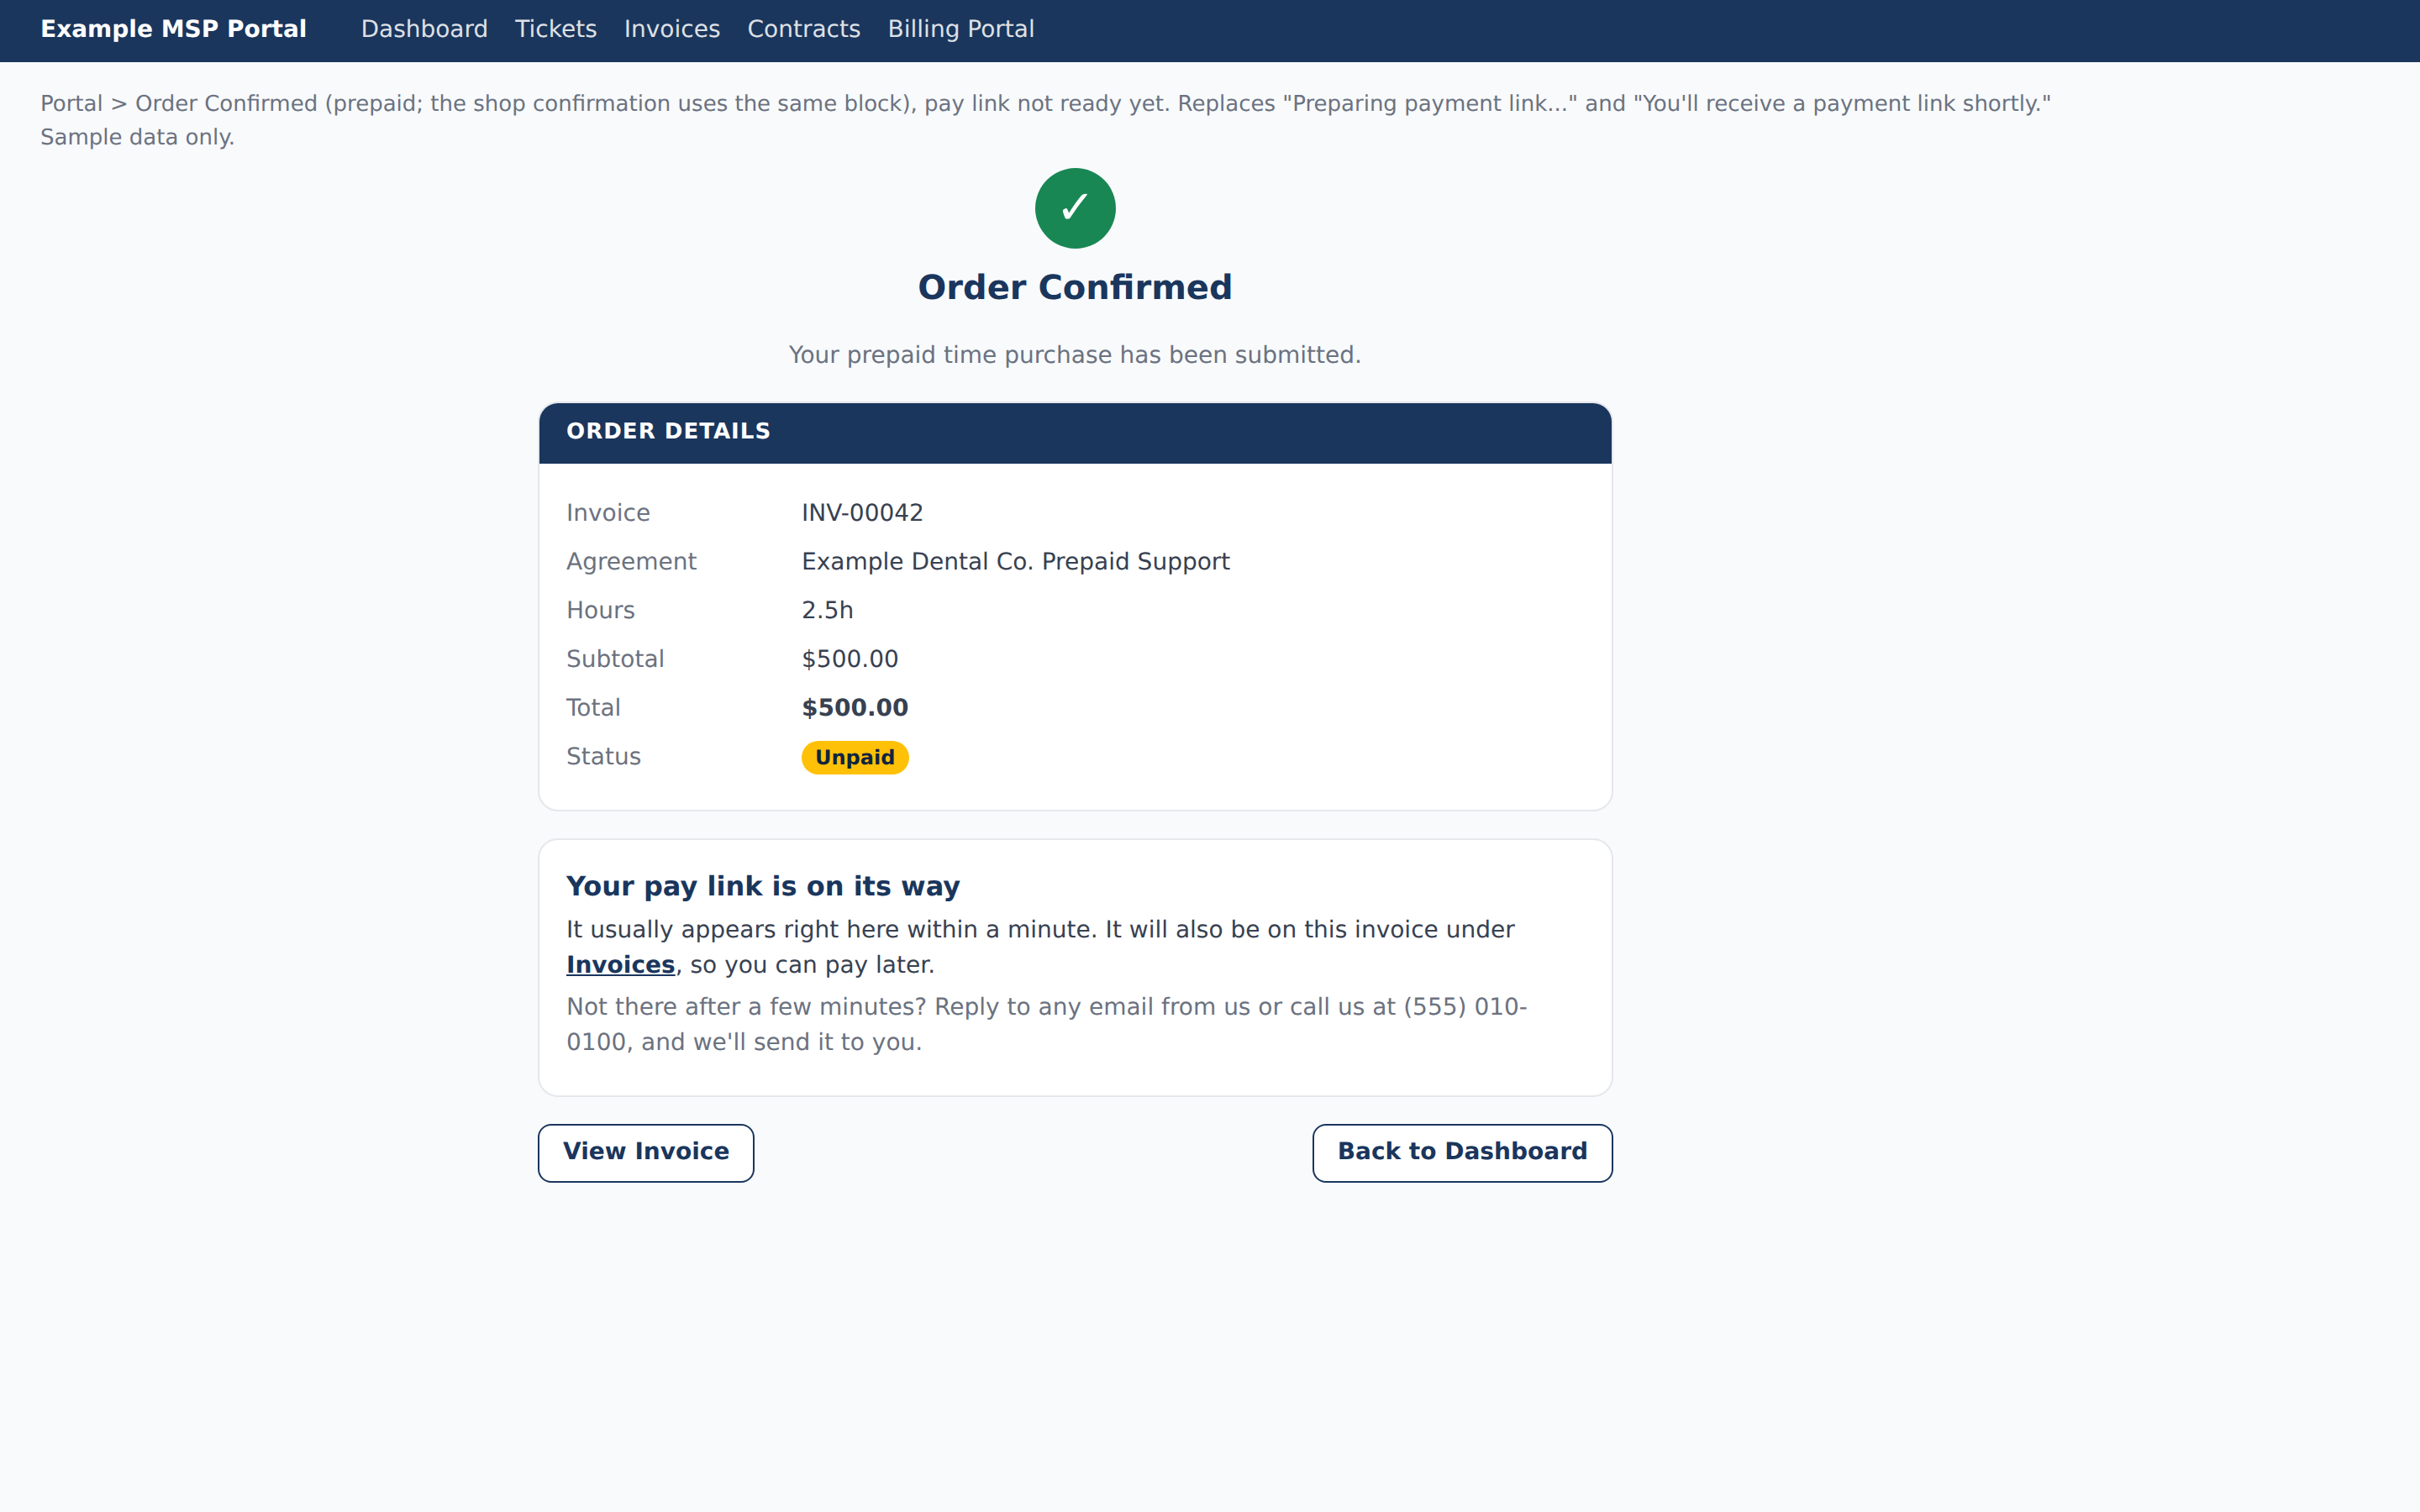 Example MSP Portal Dashboard Tickets Invoices Contracts Billing Portal
Portal > Order Confirmed (prepaid; the shop confirmation uses the same block), pay link not ready yet. Replaces "Preparing payment link..." and "You'll receive a payment link shortly."
Sample data only.
✓
Order Confirmed
Your prepaid time purchase has been submitted.
ORDER DETAILS
Invoice INV-00042
Agreement Example Dental Co. Prepaid Support
Hours 2.5h
Subtotal $500.00
Total $500.00
Status Unpaid
Your pay link is on its way
It usually appears right here within a minute. It will also be on this invoice under
Invoices, so you can pay later.
Not there after a few minutes? Reply to any email from us or call us at (555) 010-
0100, and we'll send it to you.
View Invoice Back to Dashboard